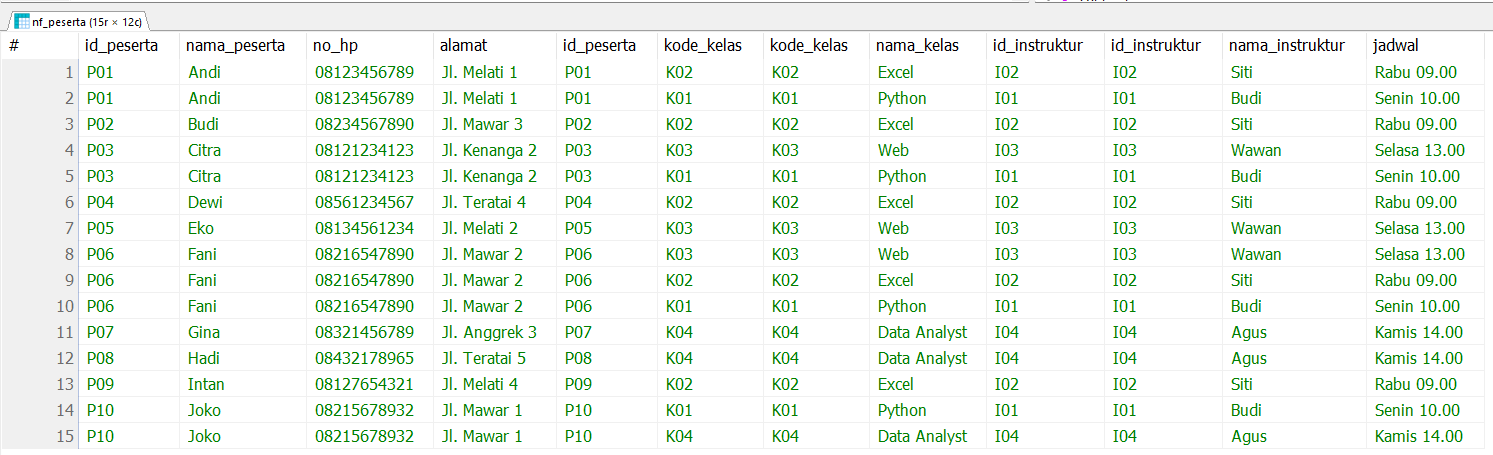 nf_peserta (15r × 12c)
# id_peserta nama_peserta no_hp alamat id_peserta kode_kelas kode_kelas nama_kelas id_instruktur id_instruktur nama_instruktur jadwal
1 P01 Andi 08123456789 Jl. Melati 1 P01 K02 K02 Excel I02 I02 Siti Rabu 09.00
2 P01 Andi 08123456789 Jl. Melati 1 P01 K01 K01 Python I01 I01 Budi Senin 10.00
3 P02 Budi 08234567890 Jl. Mawar 3 P02 K02 K02 Excel I02 I02 Siti Rabu 09.00
4 P03 Citra 08121234123 Jl. Kenanga 2 P03 K03 K03 Web I03 I03 Wawan Selasa 13.00
5 P03 Citra 08121234123 Jl. Kenanga 2 P03 K01 K01 Python I01 I01 Budi Senin 10.00
6 P04 Dewi 08561234567 Jl. Teratai 4 P04 K02 K02 Excel I02 I02 Siti Rabu 09.00
7 P05 Eko 08134561234 Jl. Melati 2 P05 K03 K03 Web I03 I03 Wawan Selasa 13.00
8 P06 Fani 08216547890 Jl. Mawar 2 P06 K03 K03 Web I03 I03 Wawan Selasa 13.00
9 P06 Fani 08216547890 Jl. Mawar 2 P06 K02 K02 Excel I02 I02 Siti Rabu 09.00
10 P06 Fani 08216547890 Jl. Mawar 2 P06 K01 K01 Python I01 I01 Budi Senin 10.00
11 P07 Gina 08321456789 Jl. Anggrek 3 P07 K04 K04 Data Analyst I04 I04 Agus Kamis 14.00
12 P08 Hadi 08432178965 Jl. Teratai 5 P08 K04 K04 Data Analyst I04 I04 Agus Kamis 14.00
13 P09 Intan 08127654321 Jl. Melati 4 P09 K02 K02 Excel I02 I02 Siti Rabu 09.00
14 P10 Joko 08215678932 Jl. Mawar 1 P10 K01 K01 Python I01 I01 Budi Senin 10.00
15 P10 Joko 08215678932 Jl. Mawar 1 P10 K04 K04 Data Analyst I04 I04 Agus Kamis 14.00